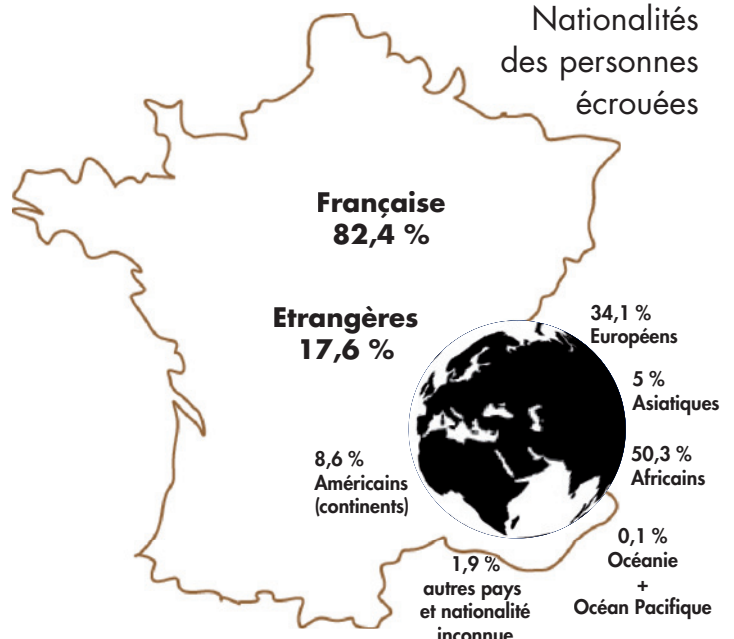 Nationalités
des personnes
écrouées
Française
82,4 %
Etrangères
17,6 %
34,1 %
Européens
5 %
Asiatiques
50,3 %
Africains
8,6 %
Américains
(continents)
0,1 %
Océanie
+
Océan Pacifique
1,9 %
autres pays
et nationalité
inconnue